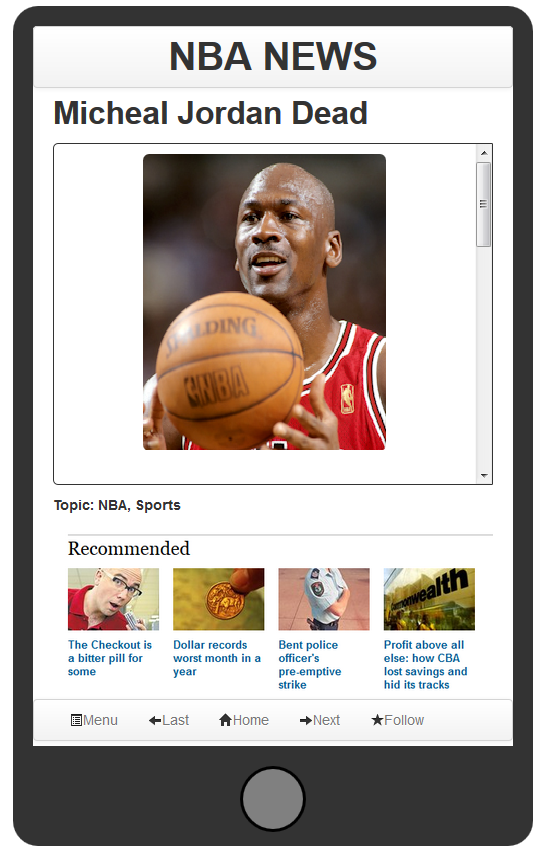 NBA NEWS
Micheal Jordan Dead
SPALDING
NBA
Topic: NBA, Sports
Recommended
Commonwealth
The Checkout is
a bitter pill for
some
Dollar records
worst month in a
year
Bent police
officer's
pre-emptive
strike
Profit above all
else: how CBA
lost savings and
hid its tracks
Menu Last Home Next Follow